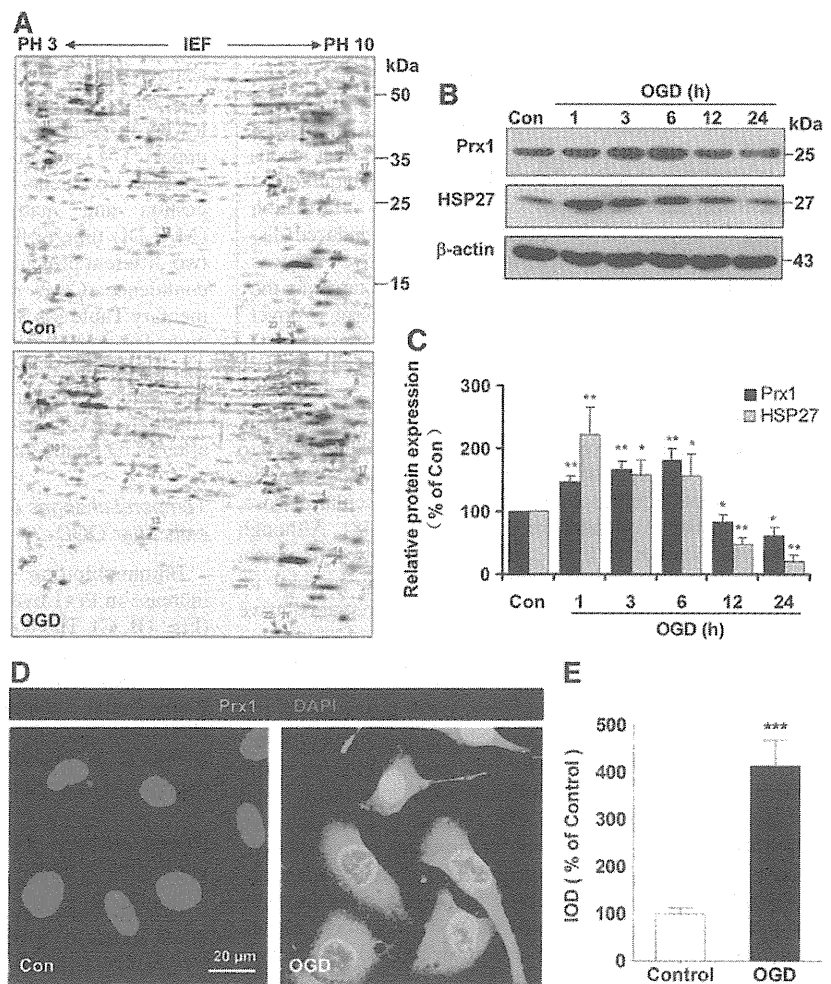 A
PH 3 IEF PH 10
kDa
50
35
25
15
Con
OGD
B
OGD (h)
Con 1 3 6 12 24 kDa
Prx1 25
HSP27 27
β-actin 43
C
Relative protein expression
( % of Con)
300
200
100
0
Prx1
HSP27
** ** ** * ** * * ** * **
Con 1 3 6 12 24
OGD (h)
D
Prx1 DAPI
Con
20 μm
OGD
E
IOD ( % of Control )
500
400
300
200
100
0
***
Control OGD